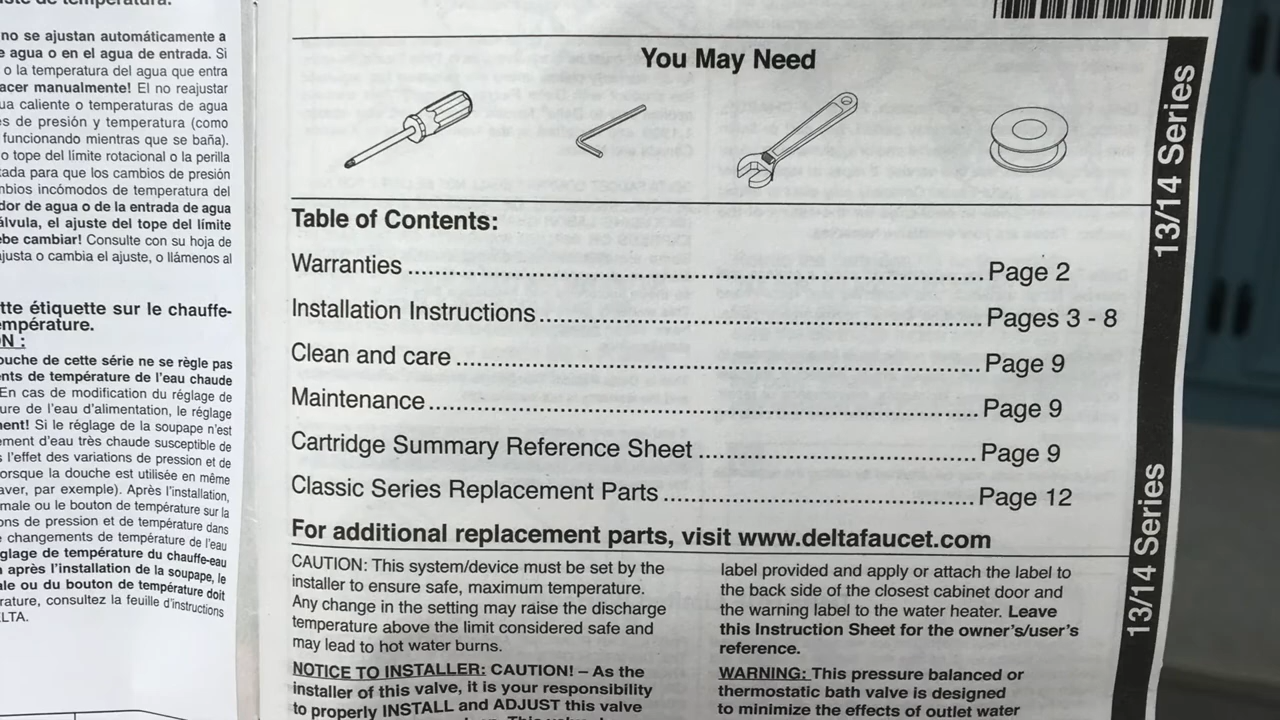 no se ajustan automáticamente a
agua o en el agua de entrada. Si
o la temperatura del agua que entra
acer manualmente! El no reajustar
ua caliente o temperaturas de agua
s de presión y temperatura (como
funcionando mientras que se baña).
o tope del límite rotacional o la perilla
tada para que los cambios de presión
mbios incómodos de temperatura del
dor de agua o de la entrada de agua
álvula, el ajuste del tope del límite
ebe cambiar! Consulte con su hoja de
ajusta o cambia el ajuste, o llámenos al
tte étiquette sur le chauffe-
empérature.
N :
ouche de cette série ne se règle pas
nts de température de l'eau chaude
En cas de modification du réglage de
ure de l'eau d'alimentation, le réglage
ment! Si le réglage de la soupape n'est
ement d'eau très chaude susceptible de
l'effet des variations de pression et de
orsque la douche est utilisée en même
aver, par exemple). Après l'installation,
male ou le bouton de température sur la
ons de pression et de température dans
changements de température de l'eau
glage de température du chauffe-eau
après l'installation de la soupape, le
ale ou du bouton de température doit
rature, consultez la feuille d'instructions
LTA.
You May Need
Table of Contents:
Warranties ........ Page 2
Installation Instructions ........ Pages 3 - 8
Clean and care ........ Page 9
Maintenance ........ Page 9
Cartridge Summary Reference Sheet ........ Page 9
Classic Series Replacement Parts ........ Page 12
For additional replacement parts, visit www.deltafaucet.com
CAUTION: This system/device must be set by the
installer to ensure safe, maximum temperature.
Any change in the setting may raise the discharge
temperature above the limit considered safe and
may lead to hot water burns.
NOTICE TO INSTALLER: CAUTION! – As the
installer of this valve, it is your responsibility
to properly INSTALL and ADJUST this valve
label provided and apply or attach the label to
the back side of the closest cabinet door and
the warning label to the water heater. Leave
this Instruction Sheet for the owner's/user's
reference.
WARNING: This pressure balanced or
thermostatic bath valve is designed
to minimize the effects of outlet water
13/14 Series
13/14 Series